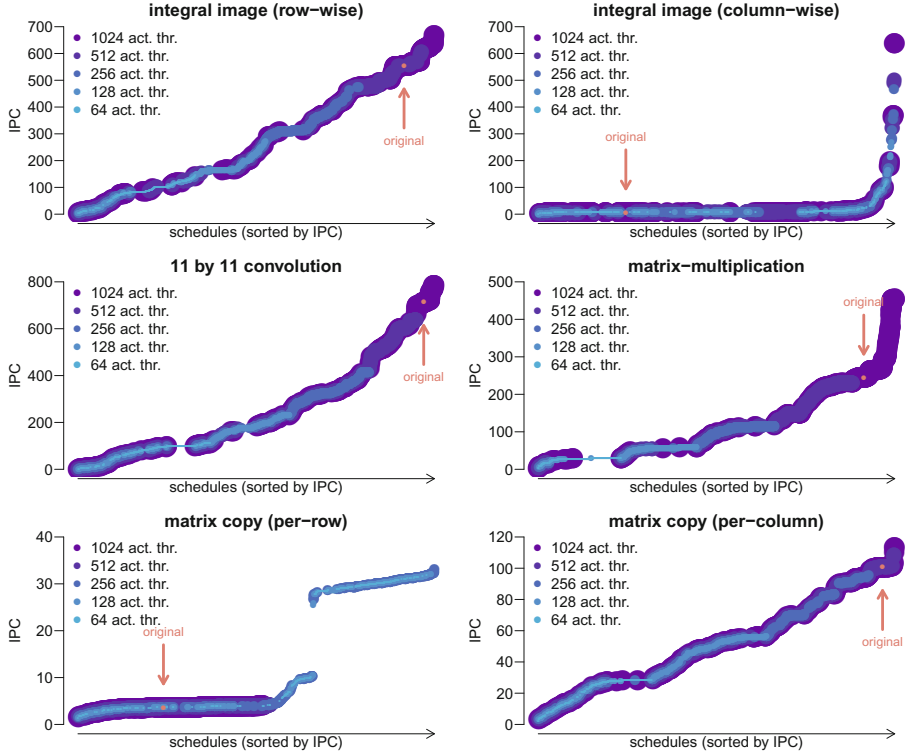 integral image (row−wise)
700
600
500
400
300
200
100
0
IPC
1024 act. thr.
512 act. thr.
256 act. thr.
128 act. thr.
64 act. thr.
original
schedules (sorted by IPC)
integral image (column−wise)
700
600
500
400
300
200
100
0
IPC
1024 act. thr.
512 act. thr.
256 act. thr.
128 act. thr.
64 act. thr.
original
schedules (sorted by IPC)
11 by 11 convolution
800
600
400
200
0
IPC
1024 act. thr.
512 act. thr.
256 act. thr.
128 act. thr.
64 act. thr.
original
schedules (sorted by IPC)
matrix−multiplication
500
400
300
200
100
0
IPC
1024 act. thr.
512 act. thr.
256 act. thr.
128 act. thr.
64 act. thr.
original
schedules (sorted by IPC)
matrix copy (per−row)
40
30
20
10
0
IPC
1024 act. thr.
512 act. thr.
256 act. thr.
128 act. thr.
64 act. thr.
original
schedules (sorted by IPC)
matrix copy (per−column)
120
100
80
60
40
20
0
IPC
1024 act. thr.
512 act. thr.
256 act. thr.
128 act. thr.
64 act. thr.
original
schedules (sorted by IPC)